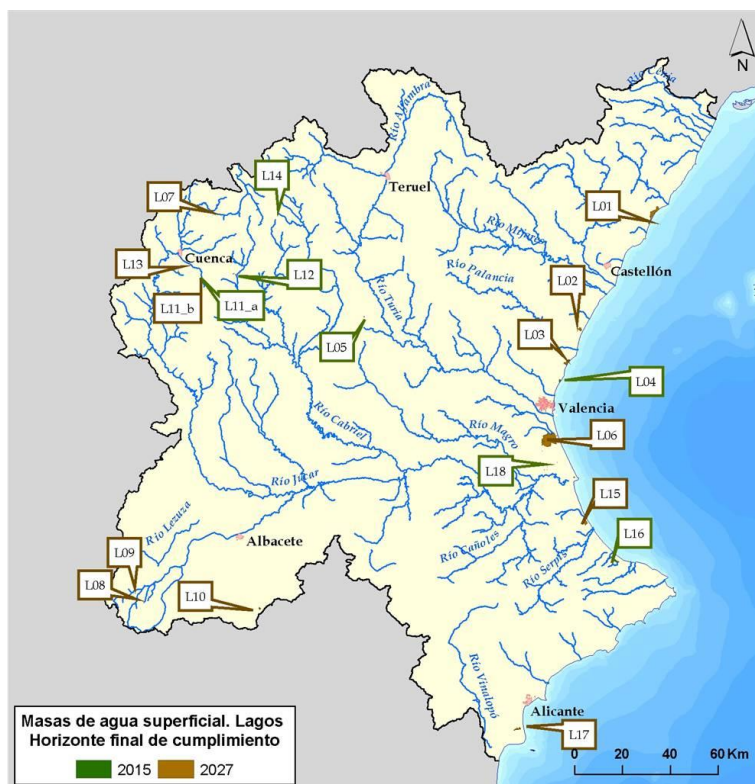 N
Río Cenia
Río Alfambra
L14
Teruel
L07
L01
Río Mijares
Cuenca
L13
L12
Castellón
Río Palancia
L02
L11_b
L11_a
Río Turia
L05
L03
L04
Valencia
Río Cabriel
Río Magro
L06
L18
Río Jucar
L15
Río Lezuza
Albacete
L16
L09
Río Cañoles
Río Serpis
L08
L10
Río Vinalopó
Alicante
L17
Masas de agua superficial. Lagos
Horizonte final de cumplimiento
2015 2027
0 20 40 60 Km